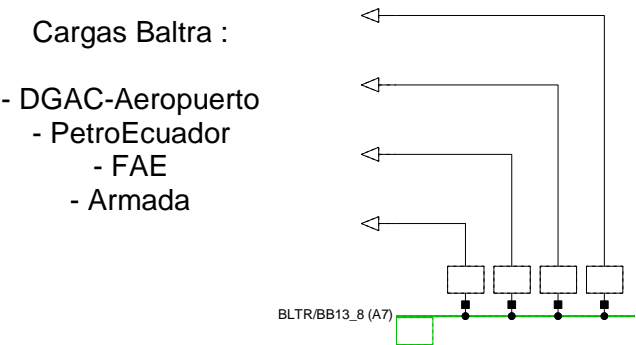 Cargas Baltra :
- DGAC-Aeropuerto
- PetroEcuador
- FAE
- Armada
BLTR/BB13_8 (A7)